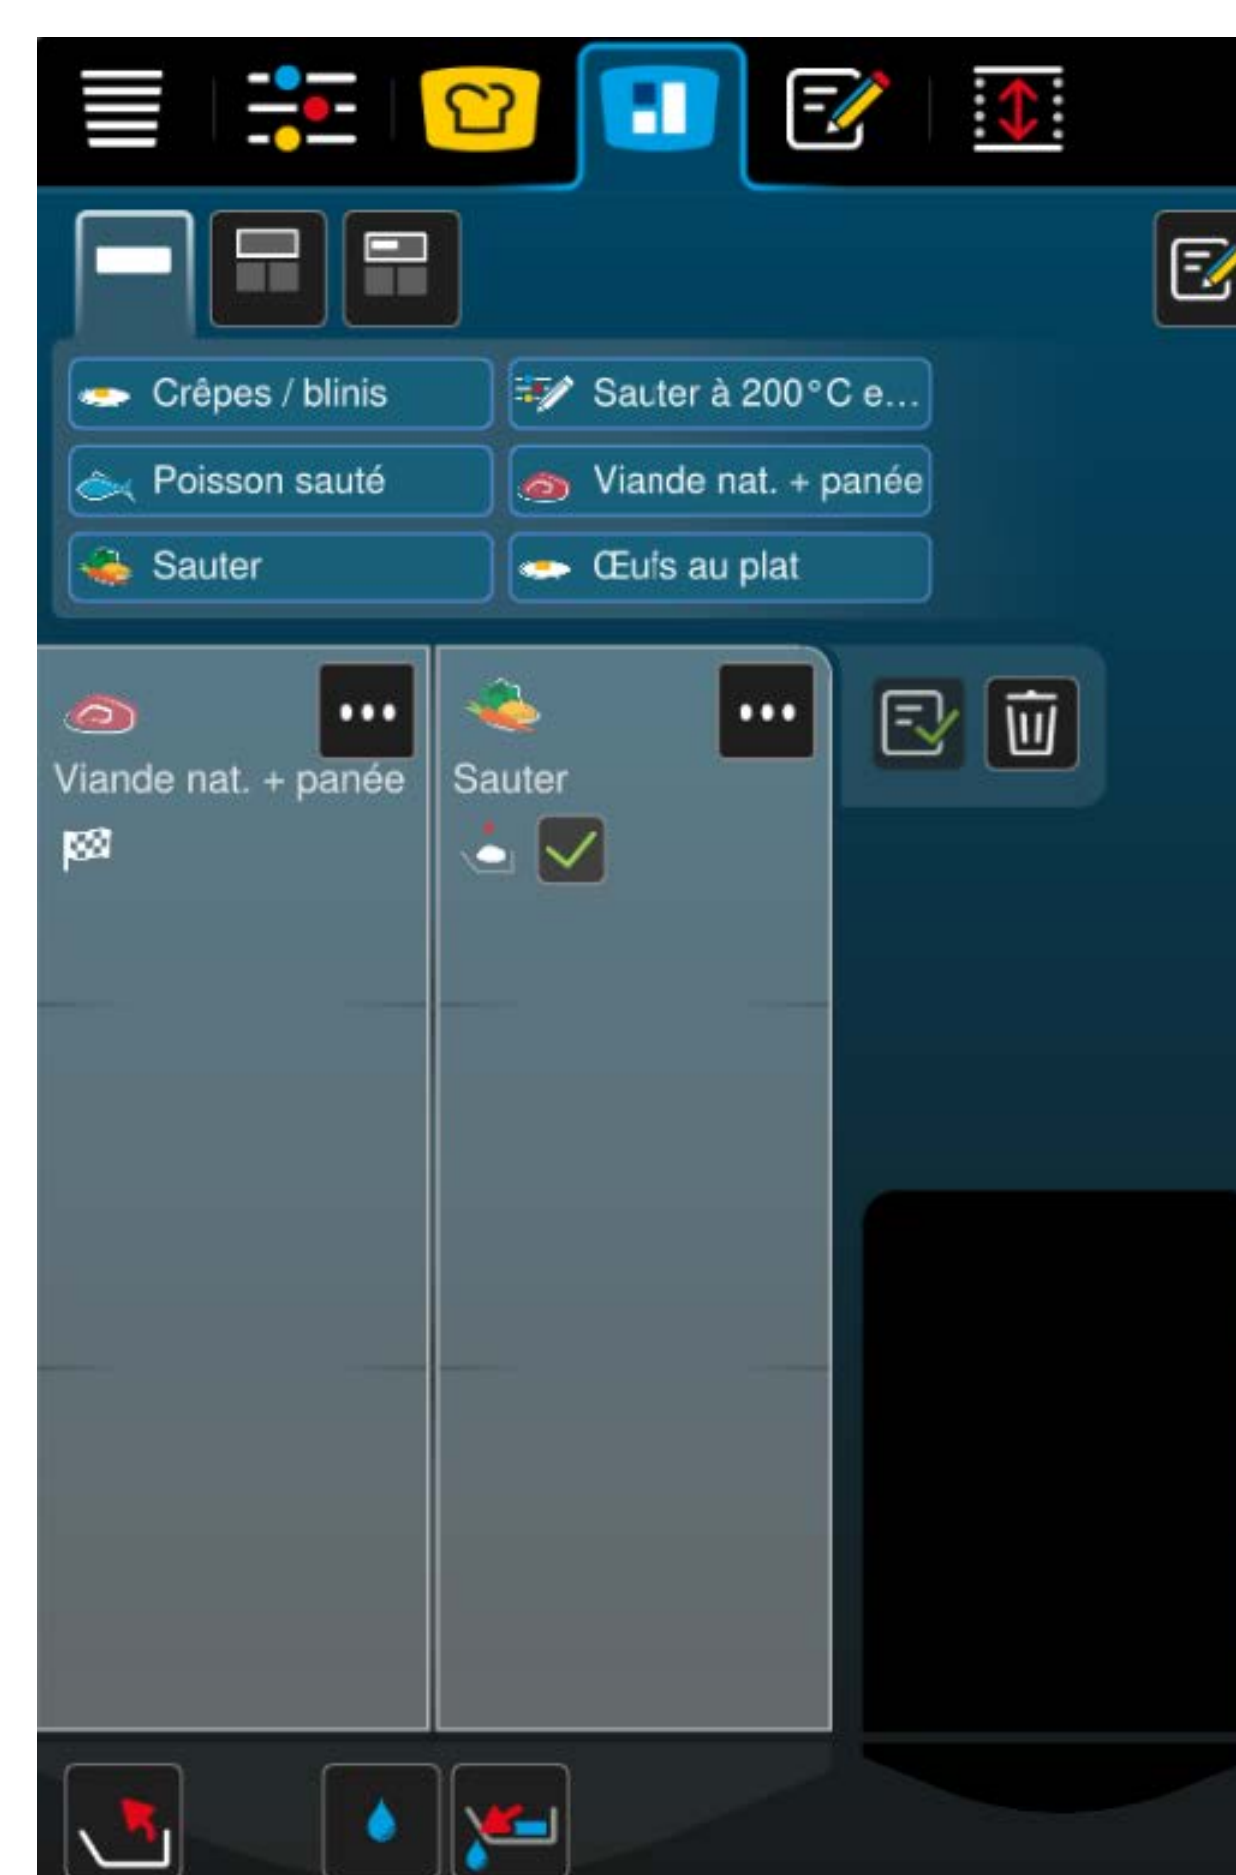 Crêpes / blinis
Sauter à 200°C e...
Poisson sauté
Viande nat. + panée
Sauter
Œufs au plat
Viande nat. + panée
Sauter